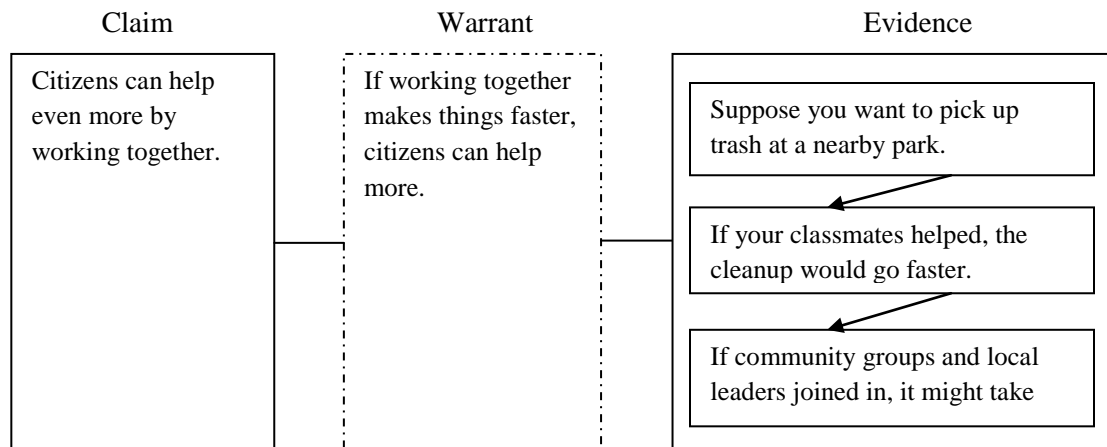 Claim
Warrant
Evidence
Citizens can help
even more by
working together.
If working together
makes things faster,
citizens can help
more.
Suppose you want to pick up
trash at a nearby park.
If your classmates helped, the
cleanup would go faster.
If community groups and local
leaders joined in, it might take